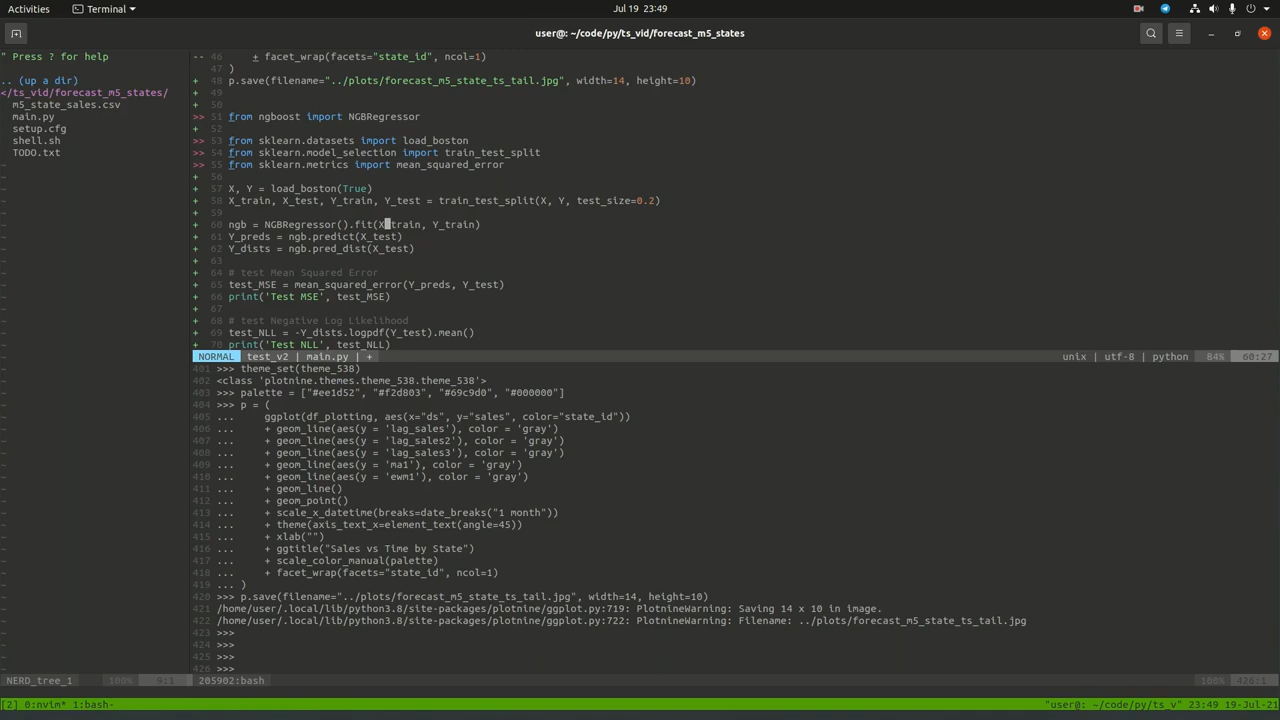 Activities
Terminal
Jul 19 23:49
user@: ~/code/py/ts_vid/forecast_m5_states
" Press ? for help
.. (up a dir)
</ts_vid/forecast_m5_states/
m5_state_sales.csv
main.py
setup.cfg
shell.sh
TODO.txt
-- 46 + facet_wrap(facets="state_id", ncol=1)
47 )
+ 48 p.save(filename="../plots/forecast_m5_state_ts_tail.jpg", width=14, height=10)
+ 49
+ 50
>> 51 from ngboost import NGBRegressor
+ 52
>> 53 from sklearn.datasets import load_boston
>> 54 from sklearn.model_selection import train_test_split
>> 55 from sklearn.metrics import mean_squared_error
+ 56
+ 57 X, Y = load_boston(True)
+ 58 X_train, X_test, Y_train, Y_test = train_test_split(X, Y, test_size=0.2)
+ 59
+ 60 ngb = NGBRegressor().fit(X_train, Y_train)
+ 61 Y_preds = ngb.predict(X_test)
+ 62 Y_dists = ngb.pred_dist(X_test)
+ 63
+ 64 # test Mean Squared Error
+ 65 test_MSE = mean_squared_error(Y_preds, Y_test)
+ 66 print('Test MSE', test_MSE)
+ 67
+ 68 # test Negative Log Likelihood
+ 69 test_NLL = -Y_dists.logpdf(Y_test).mean()
+ 70 print('Test NLL', test_NLL)
NORMAL test_v2 | main.py | + unix | utf-8 | python 84% 60:27
401 >>> theme_set(theme_538)
402 <class 'plotnine.themes.theme_538.theme_538'>
403 >>> palette = ["#ee1d52", "#f2d803", "#69c9d0", "#000000"]
404 >>> p = (
405 ... ggplot(df_plotting, aes(x="ds", y="sales", color="state_id"))
406 ... + geom_line(aes(y = 'lag_sales'), color = 'gray')
407 ... + geom_line(aes(y = 'lag_sales2'), color = 'gray')
408 ... + geom_line(aes(y = 'lag_sales3'), color = 'gray')
409 ... + geom_line(aes(y = 'ma1'), color = 'gray')
410 ... + geom_line(aes(y = 'ewm1'), color = 'gray')
411 ... + geom_line()
412 ... + geom_point()
413 ... + scale_x_datetime(breaks=date_breaks("1 month"))
414 ... + theme(axis_text_x=element_text(angle=45))
415 ... + xlab("")
416 ... + ggtitle("Sales vs Time by State")
417 ... + scale_color_manual(palette)
418 ... + facet_wrap(facets="state_id", ncol=1)
419 ... )
420 >>> p.save(filename="../plots/forecast_m5_state_ts_tail.jpg", width=14, height=10)
421 /home/user/.local/lib/python3.8/site-packages/plotnine/ggplot.py:719: PlotnineWarning: Saving 14 x 10 in image.
422 /home/user/.local/lib/python3.8/site-packages/plotnine/ggplot.py:722: PlotnineWarning: Filename: ../plots/forecast_m5_state_ts_tail.jpg
423 >>>
424 >>>
425 >>>
426 >>>
NERD_tree_1 100% 9:1 205902:bash 100% 426:1
[2] 0:nvim* 1:bash- "user@: ~/code/py/ts_v" 23:49 19-Jul-21